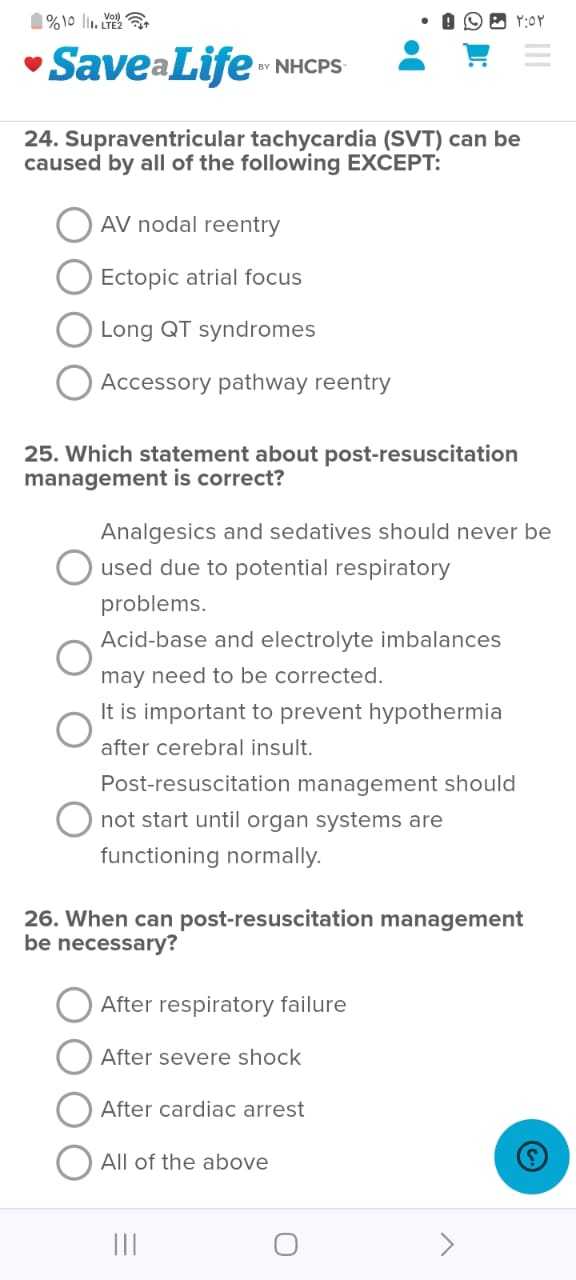 %۱۵ Vo)) LTE2 ۲:۵۲
Save a Life BY NHCPS
24. Supraventricular tachycardia (SVT) can be
caused by all of the following EXCEPT:
AV nodal reentry
Ectopic atrial focus
Long QT syndromes
Accessory pathway reentry
25. Which statement about post-resuscitation
management is correct?
Analgesics and sedatives should never be
used due to potential respiratory
problems.
Acid-base and electrolyte imbalances
may need to be corrected.
It is important to prevent hypothermia
after cerebral insult.
Post-resuscitation management should
not start until organ systems are
functioning normally.
26. When can post-resuscitation management
be necessary?
After respiratory failure
After severe shock
After cardiac arrest
All of the above